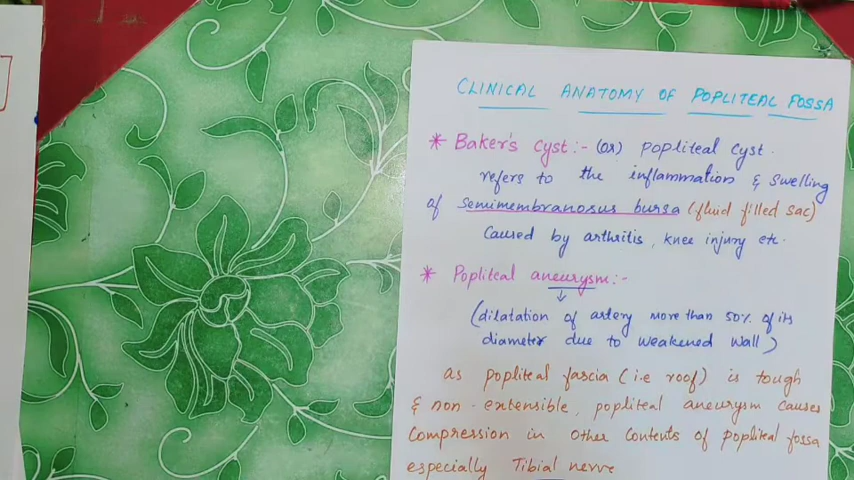 CLINICAL ANATOMY OF POPLITEAL FOSSA
* Baker's cyst :- (or) popliteal cyst.
refers to the inflammation & swelling
of semimembranosus bursa (fluid filled sac)
Caused by arthritis, knee injury etc.
* Popliteal aneurysm :-
(dilatation of artery more than 50% of its
diameter due to weakened wall)
as popliteal fascia (i.e roof) is tough
& non-extensible, popliteal aneurysm causes
Compression in other contents of popliteal fossa
especially Tibial nerve